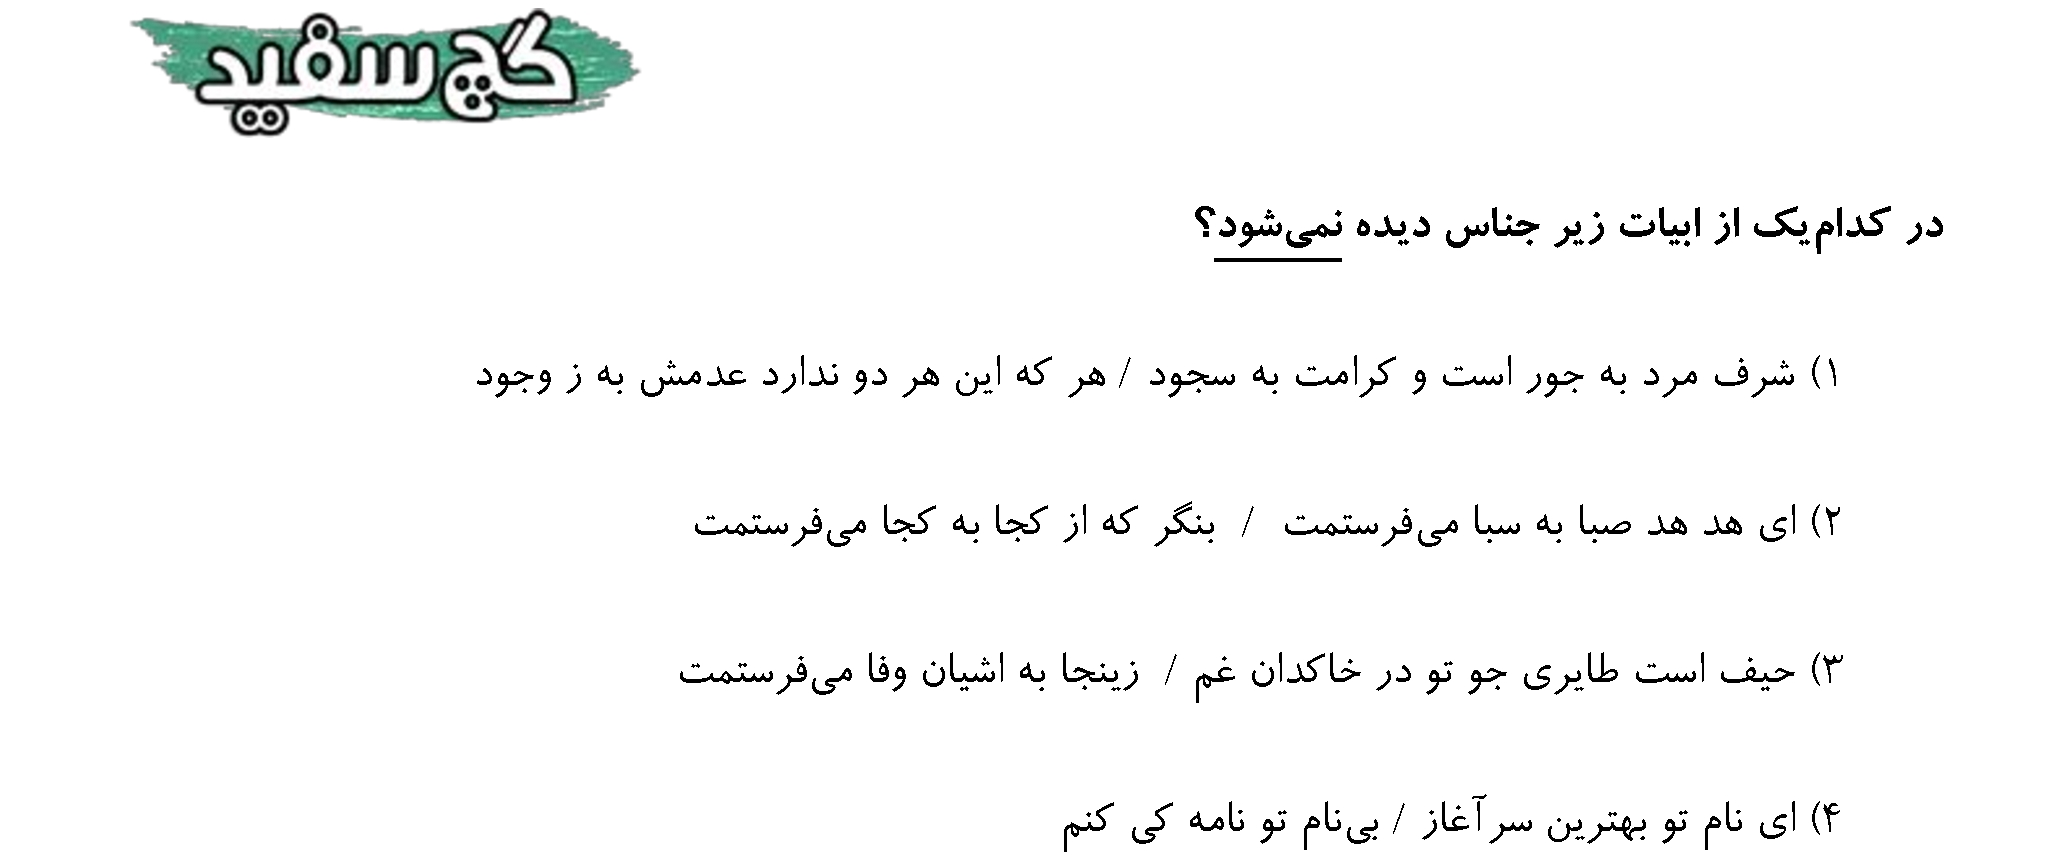 گچ سفید
در کدام‌یک از ابیات زیر جناس دیده نمی‌شود؟
۱) شرف مرد به جور است و کرامت به سجود / هر که این هر دو ندارد عدمش به ز وجود
۲) ای هد هد صبا به سبا می‌فرستمت / بنگر که از کجا به کجا می‌فرستمت
۳) حیف است طایری جو تو در خاکدان غم / زینجا به اشیان وفا می‌فرستمت
۴) ای نام تو بهترین سرآغاز / بی‌نام تو نامه کی کنم